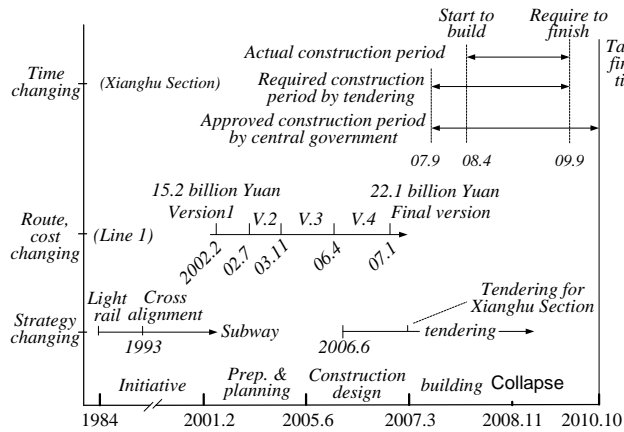 Start to
build
Require to
finish
Actual construction period
Time
changing
(Xianghu Section)
Required construction
period by tendering
Approved construction period
by central government
07.9
08.4
09.9
15.2 billion Yuan
22.1 billion Yuan
Route,
cost
changing
(Line 1)
Version1
V.2
V.3
V.4
Final version
2002.2
02.7
03.11
06.4
07.1
Strategy
changing
Light
rail
Cross
alignment
Subway
1993
2006.6
Tendering for
Xianghu Section
tendering
Initiative
Prep. &
planning
Construction
design
building
Collapse
1984
2001.2
2005.6
2007.3
2008.11
2010.10